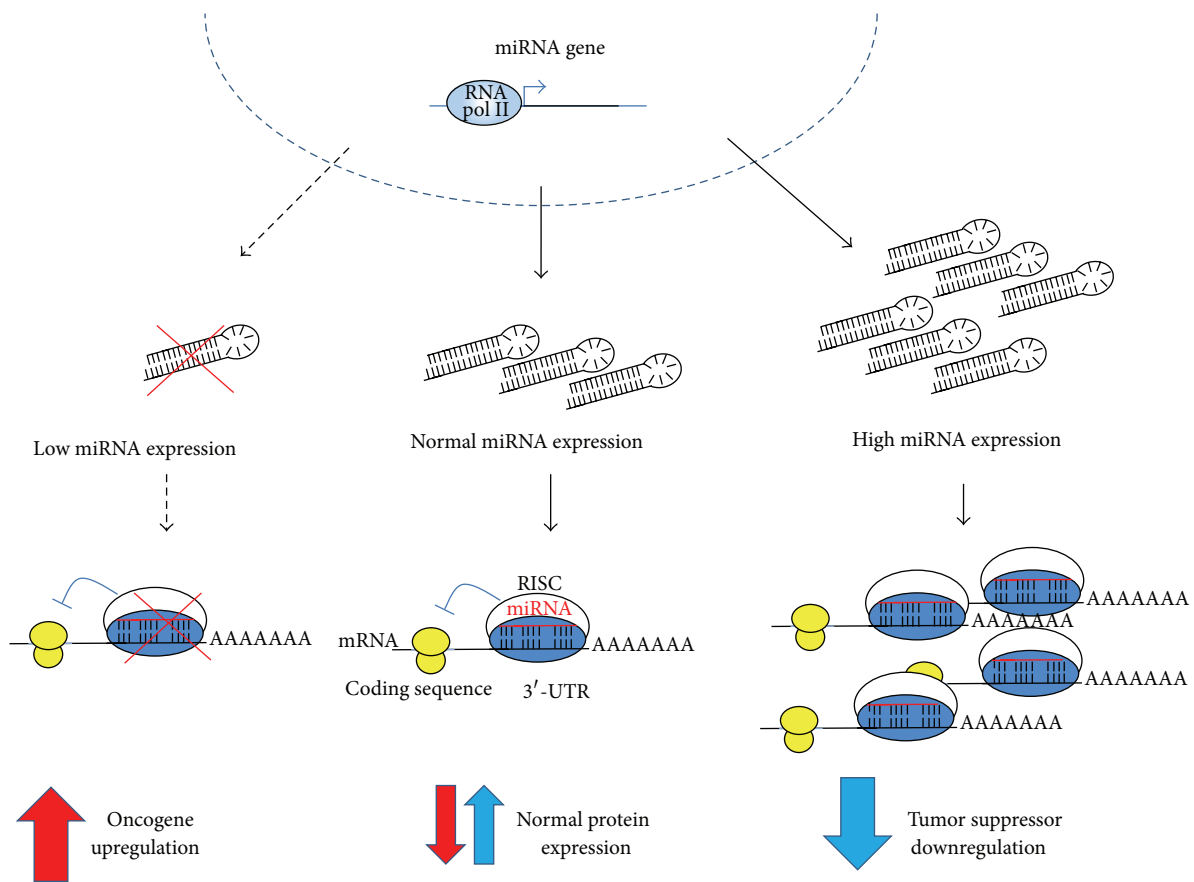 miRNA gene
RNA
pol II
Low miRNA expression
Normal miRNA expression
High miRNA expression
AAAAAAA
RISC
miRNA
mRNA
AAAAAAA
Coding sequence
3′-UTR
AAAAAAA
AAAAAAA
AAAAAAA
AAAAAAA
Oncogene
upregulation
Normal protein
expression
Tumor suppressor
downregulation